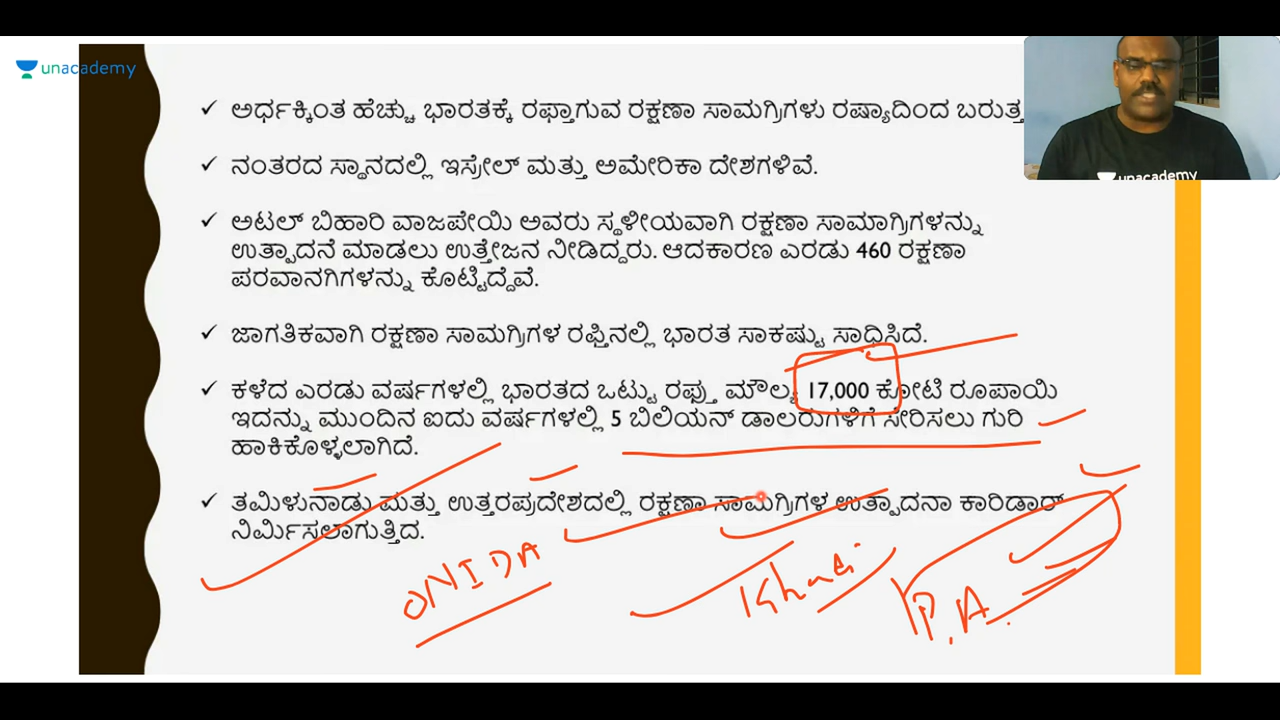 unacademy
✓ ಅರ್ಧಕ್ಕಿಂತ ಹೆಚ್ಚು ಭಾರತಕ್ಕೆ ರಫ್ತಾಗುವ ರಕ್ಷಣಾ ಸಾಮಗ್ರಿಗಳು ರಷ್ಯಾದಿಂದ ಬರುತ್ತ
✓ ನಂತರದ ಸ್ಥಾನದಲ್ಲಿ ಇಸ್ರೇಲ್ ಮತ್ತು ಅಮೇರಿಕಾ ದೇಶಗಳಿವೆ.
✓ ಅಟಲ್ ಬಿಹಾರಿ ವಾಜಪೇಯಿ ಅವರು ಸ್ಥಳೀಯವಾಗಿ ರಕ್ಷಣಾ ಸಾಮಾಗ್ರಿಗಳನ್ನು
ಉತ್ಪಾದನೆ ಮಾಡಲು ಉತ್ತೇಜನ ನೀಡಿದ್ದರು. ಆದಕಾರಣ ಎರಡು 460 ರಕ್ಷಣಾ
ಪರವಾನಗಿಗಳನ್ನು ಕೊಟ್ಟಿದ್ದೆವೆ.
✓ ಜಾಗತಿಕವಾಗಿ ರಕ್ಷಣಾ ಸಾಮಗ್ರಿಗಳ ರಫ್ತಿನಲ್ಲಿ ಭಾರತ ಸಾಕಷ್ಟು ಸಾಧಿಸಿದೆ.
✓ ಕಳೆದ ಎರಡು ವರ್ಷಗಳಲ್ಲಿ ಭಾರತದ ಒಟ್ಟು ರಫ್ತು ಮೌಲ್ಯ 17,000 ಕೋಟಿ ರೂಪಾಯಿ
ಇದನ್ನು ಮುಂದಿನ ಐದು ವರ್ಷಗಳಲ್ಲಿ 5 ಬಿಲಿಯನ್ ಡಾಲರುಗಳಿಗೆ ಸೇರಿಸಲು ಗುರಿ
ಹಾಕಿಕೊಳ್ಳಲಾಗಿದೆ.
✓ ತಮಿಳುನಾಡು ಮತ್ತು ಉತ್ತರಪ್ರದೇಶದಲ್ಲಿ ರಕ್ಷಣಾ ಸಾಮಗ್ರಿಗಳ ಉತ್ಪಾದನಾ ಕಾರಿಡಾರ್
ನಿರ್ಮಿಸಲಾಗುತ್ತಿದೆ.
ONIDA
Khadi
P.A.
unacademy